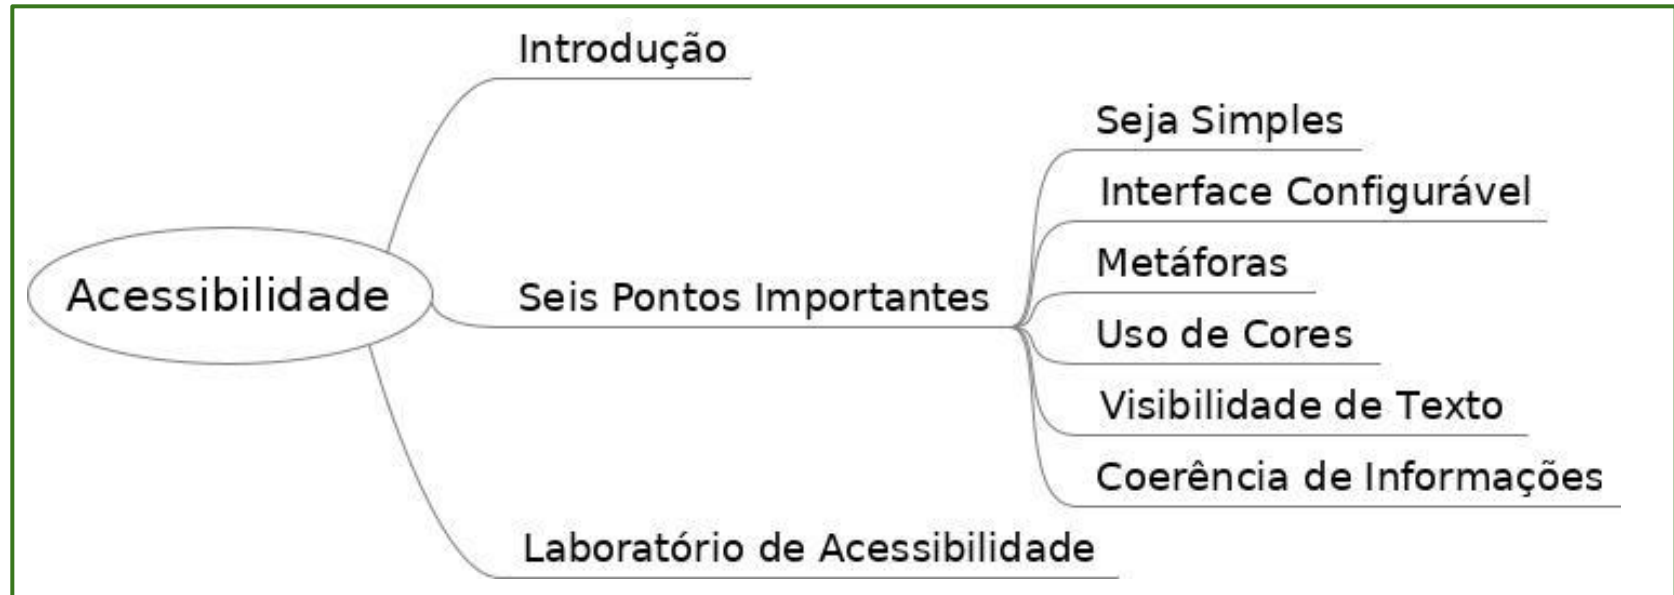 Acessibilidade
Introdução
Seis Pontos Importantes
Seja Simples
Interface Configurável
Metáforas
Uso de Cores
Visibilidade de Texto
Coerência de Informações
Laboratório de Acessibilidade